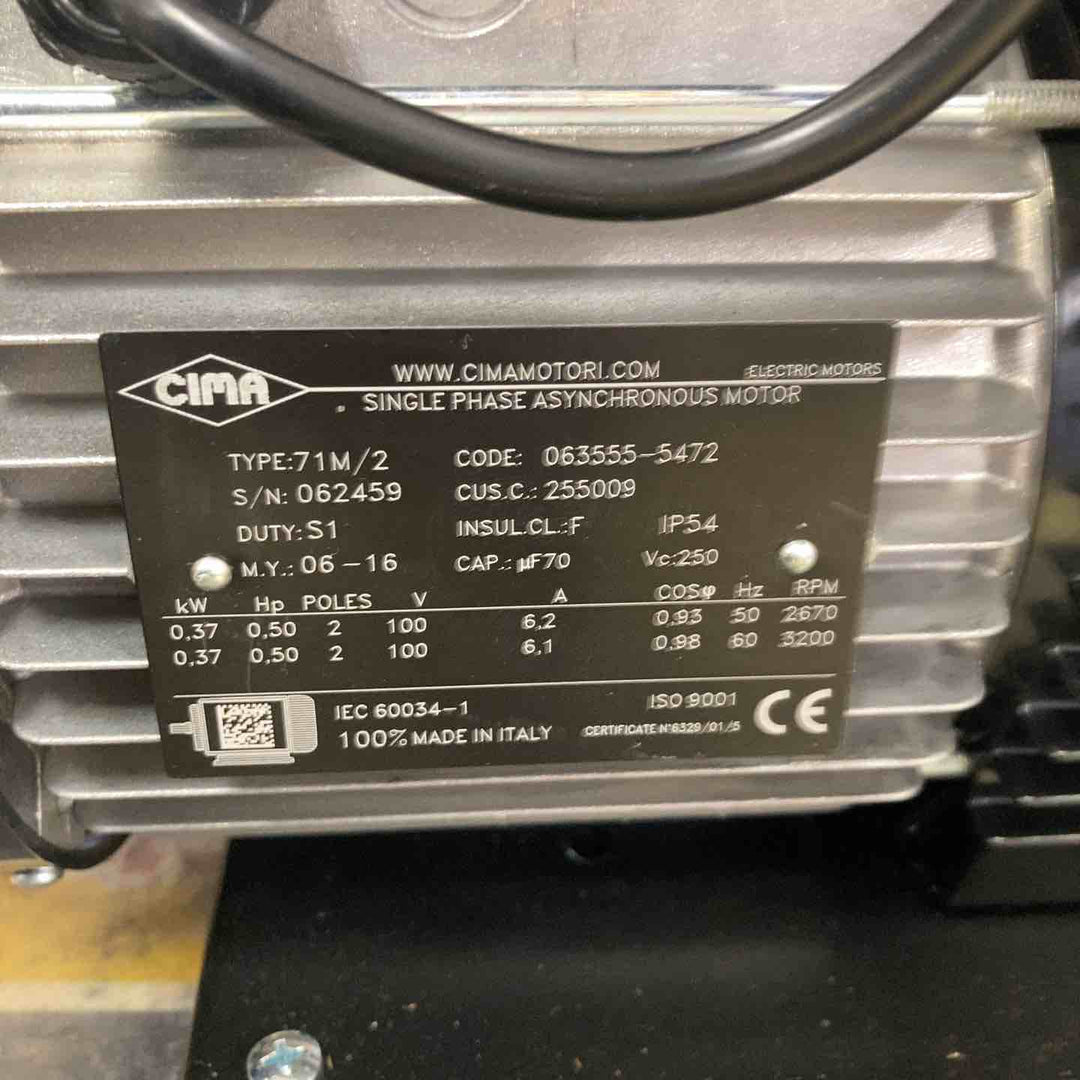 CIMA
WWW.CIMAMOTORI.COM
ELECTRIC MOTORS
SINGLE PHASE ASYNCHRONOUS MOTOR
TYPE:71M/2 CODE: 063555-5472
S/N: 062459 CUS.C.: 255009
DUTY: S1 INSUL.CL.:F IP54
M.Y.: 06-16 CAP.: µF70 Vc:250
kW Hp POLES V A COSφ Hz RPM
0,37 0,50 2 100 6,2 0,93 50 2670
0,37 0,50 2 100 6,1 0,98 60 3200
IEC 60034-1 ISO 9001 CE
100% MADE IN ITALY CERTIFICATE N°6329/01/5